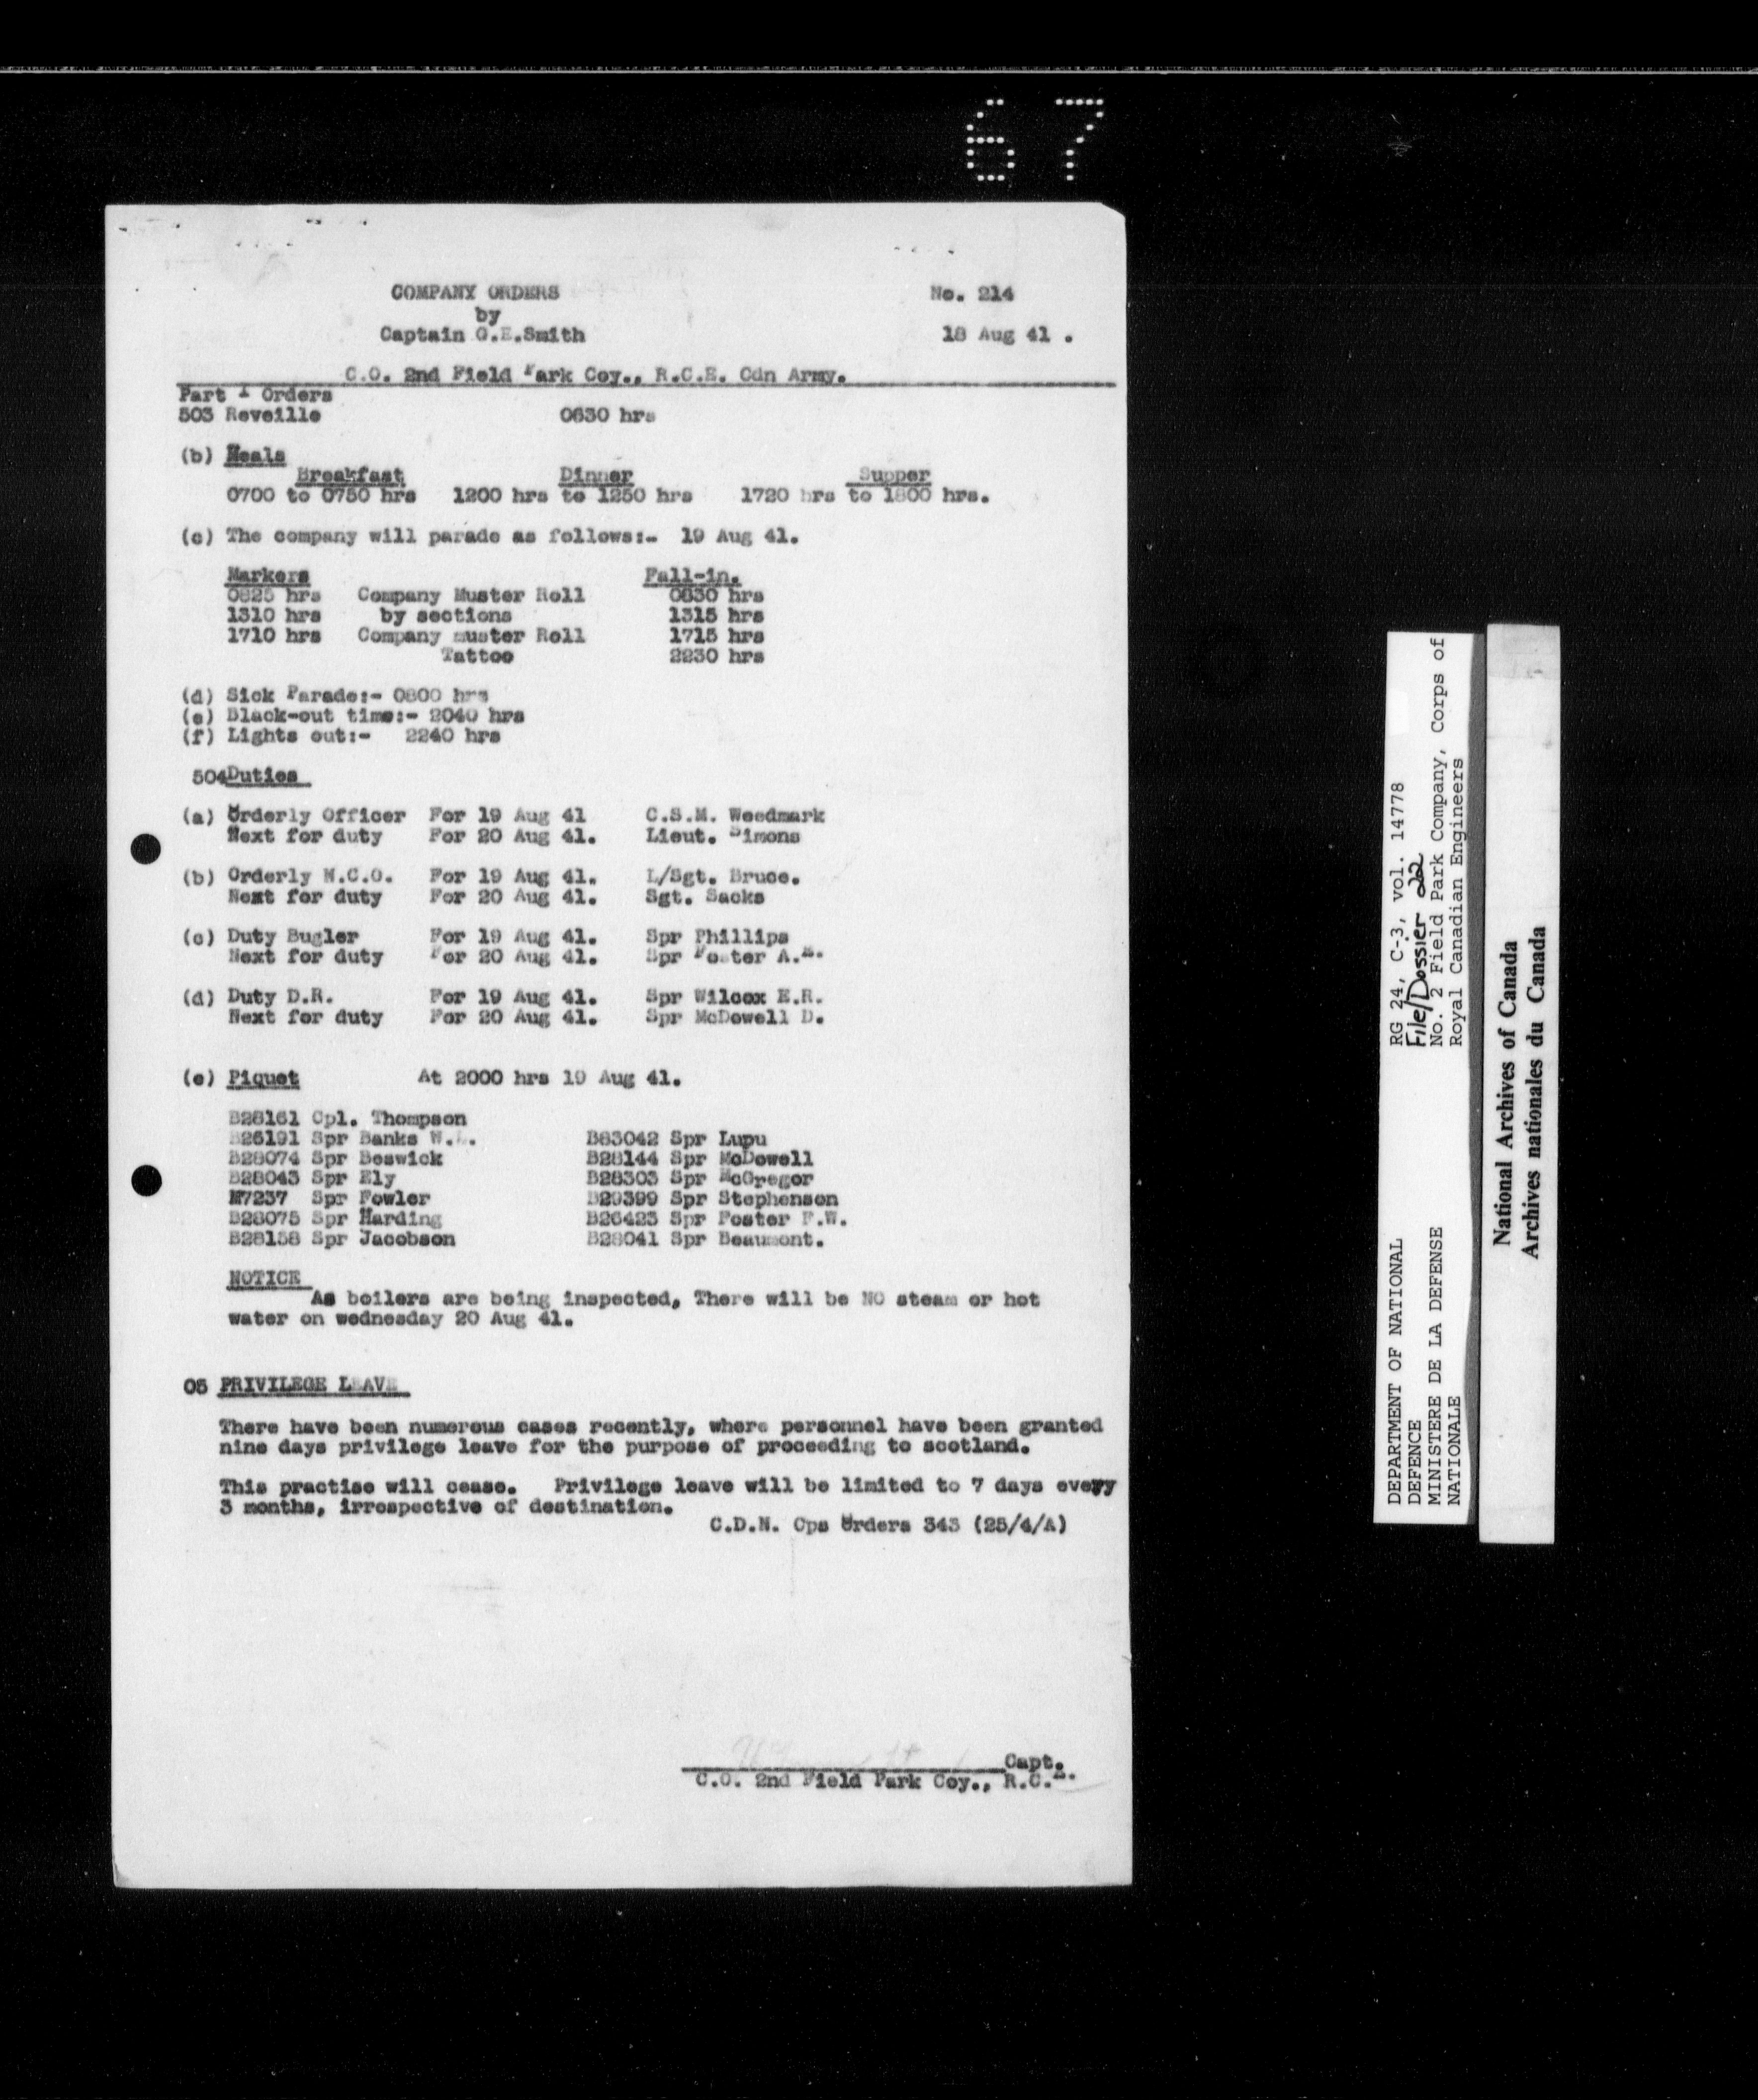 67
COMPANY ORDERS No. 214
by
Captain G.E.Smith 18 Aug 41 .
C.O. 2nd Field Park Coy., R.C.E. Cdn Army.
Part I Orders
503 Reveille 0630 hrs
(b) Meals
Breakfast Dinner Supper
0700 to 0750 hrs 1200 hrs to 1250 hrs 1720 hrs to 1800 hrs.
(c) The company will parade as follows:- 19 Aug 41.
Markers Fall-in.
0825 hrs Company Muster Roll 0830 hrs
1310 hrs by sections 1315 hrs
1710 hrs Company muster Roll 1715 hrs
Tattoo 2230 hrs
(d) Sick Parade:- 0800 hrs
(e) Black-out time:- 2040 hrs
(f) Lights out:- 2240 hrs
504 Duties
(a) Orderly Officer For 19 Aug 41 C.S.M. Weedmark
Next for duty For 20 Aug 41. Lieut. Simons
(b) Orderly N.C.O. For 19 Aug 41. L/Sgt. Bruce.
Next for duty For 20 Aug 41. Sgt. Sacks
(c) Duty Bugler For 19 Aug 41. Spr Phillips
Next for duty For 20 Aug 41. Spr Foster A.E.
(d) Duty D.R. For 19 Aug 41. Spr Wilcox E.R.
Next for duty For 20 Aug 41. Spr McDowell D.
(e) Piquet At 2000 hrs 19 Aug 41.
B28161 Cpl. Thompson
B26191 Spr Banks B83042 Spr Lupu
B28074 Spr Beswick B28144 Spr McDowell
B28043 Spr Ely B28303 Spr McGregor
M7237 Spr Fowler B29399 Spr Stephenson
B28075 Spr Harding B26423 Spr Foster F.W.
B28158 Spr Jacobson B28041 Spr Beaumont.
NOTICE
As boilers are being inspected, There will be NO steam or hot
water on wednesday 20 Aug 41.
05 PRIVILEGE LEAVE
There have been numerous cases recently, where personnel have been granted
nine days privilege leave for the purpose of proceeding to scotland.
This practise will cease. Privilege leave will be limited to 7 days every
3 months, irrespective of destination.
C.D.N. Ops Orders 343 (25/4/A)
Capt.
C.O. 2nd Field Park Coy., R.C.E.
DEPARTMENT OF NATIONAL RG 24, C-3, vol. 14778
DEFENCE File/Dossier 22
MINISTERE DE LA DEFENSE No. 2 Field Park Company, Corps of
NATIONALE Royal Canadian Engineers
National Archives of Canada
Archives nationales du Canada